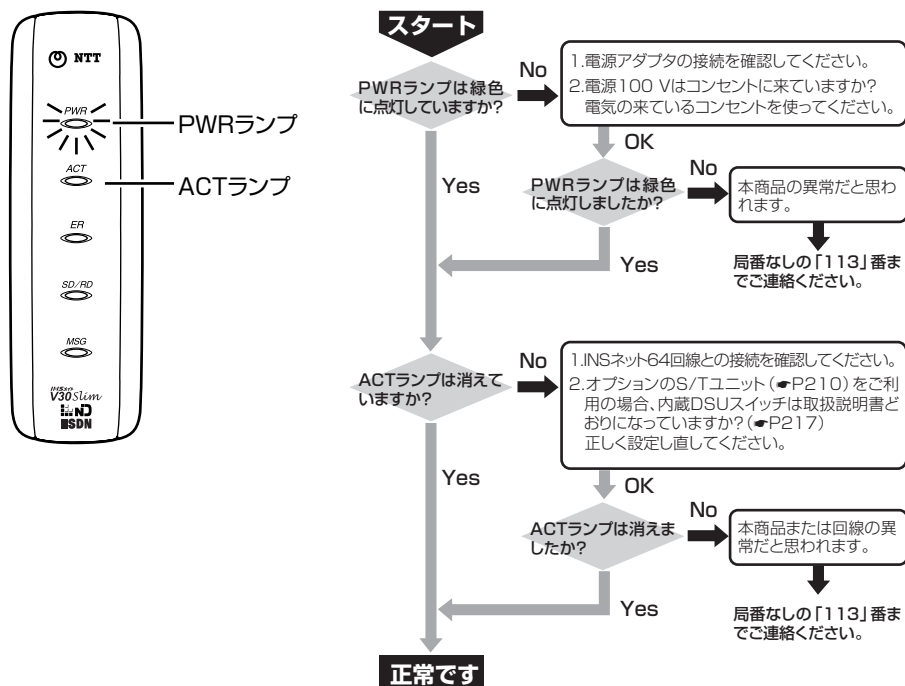 NTT
PWR
PWRランプ
ACT
ACTランプ
ER
SD/RD
MSG
V30 Slim
SDN
スタート
PWRランプは緑色
に点灯していますか?
No
1.電源アダプタの接続を確認してください。
2.電源100 Vはコンセントに来ていますか?
電気の来ているコンセントを使ってください。
OK
Yes
PWRランプは緑色
に点灯しましたか?
No
本商品の異常だと思わ
れます。
Yes
局番なしの「113」番ま
でご連絡ください。
ACTランプは消えて
いますか?
No
1.INSネット64回線との接続を確認してください。
2.オプションのS/Tユニット(☛P210)をご利
用の場合、内蔵DSUスイッチは取扱説明書ど
おりになっていますか?(☛P217)
正しく設定し直してください。
OK
Yes
ACTランプは消えま
したか?
No
本商品または回線の異
常だと思われます。
Yes
局番なしの「113」番ま
でご連絡ください。
正常です